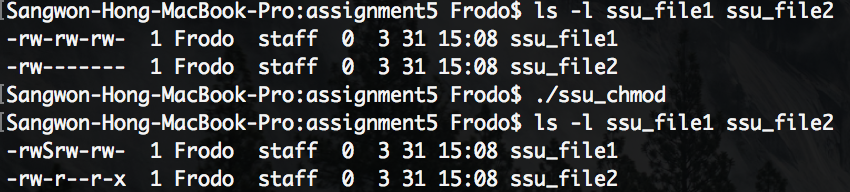 Sangwon-Hong-MacBook-Pro:assignment5 Frodo$ ls -l ssu_file1 ssu_file2
-rw-rw-rw-  1 Frodo  staff  0  3 31 15:08 ssu_file1
-rw-------  1 Frodo  staff  0  3 31 15:08 ssu_file2
[Sangwon-Hong-MacBook-Pro:assignment5 Frodo$ ./ssu_chmod
[Sangwon-Hong-MacBook-Pro:assignment5 Frodo$ ls -l ssu_file1 ssu_file2
-rwSrw-rw-  1 Frodo  staff  0  3 31 15:08 ssu_file1
-rw-r--r-x  1 Frodo  staff  0  3 31 15:08 ssu_file2